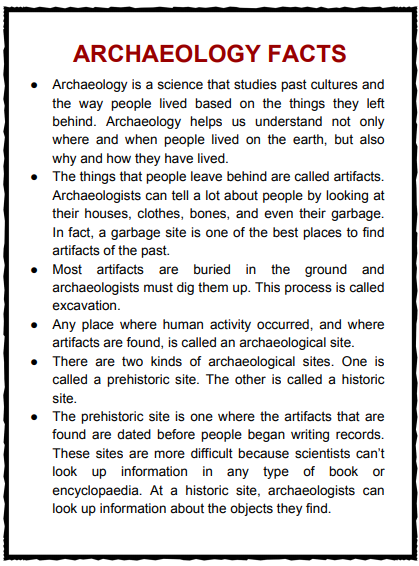 ARCHAEOLOGY FACTS
● Archaeology is a science that studies past cultures and
the way people lived based on the things they left
behind. Archaeology helps us understand not only
where and when people lived on the earth, but also
why and how they have lived.
● The things that people leave behind are called artifacts.
Archaeologists can tell a lot about people by looking at
their houses, clothes, bones, and even their garbage.
In fact, a garbage site is one of the best places to find
artifacts of the past.
● Most artifacts are buried in the ground and
archaeologists must dig them up. This process is called
excavation.
● Any place where human activity occurred, and where
artifacts are found, is called an archaeological site.
● There are two kinds of archaeological sites. One is
called a prehistoric site. The other is called a historic
site.
● The prehistoric site is one where the artifacts that are
found are dated before people began writing records.
These sites are more difficult because scientists can't
look up information in any type of book or
encyclopaedia. At a historic site, archaeologists can
look up information about the objects they find.